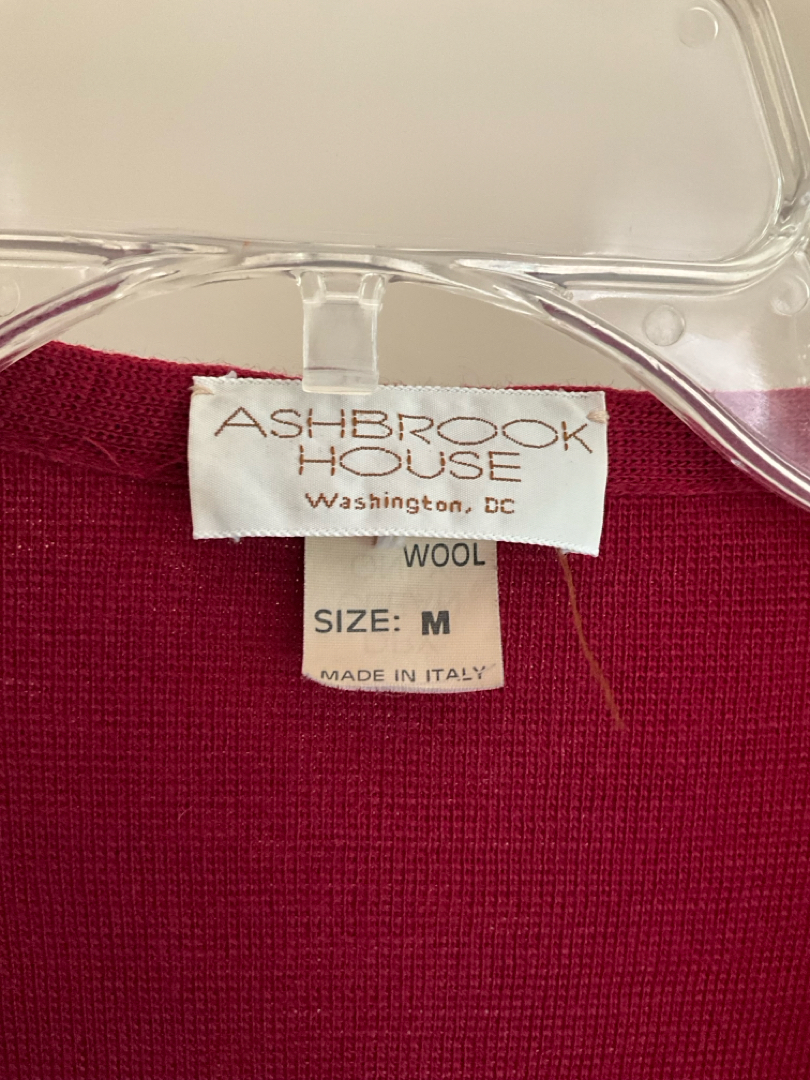 ASHBROOK
HOUSE
Washington, DC
WOOL
SIZE: M
MADE IN ITALY